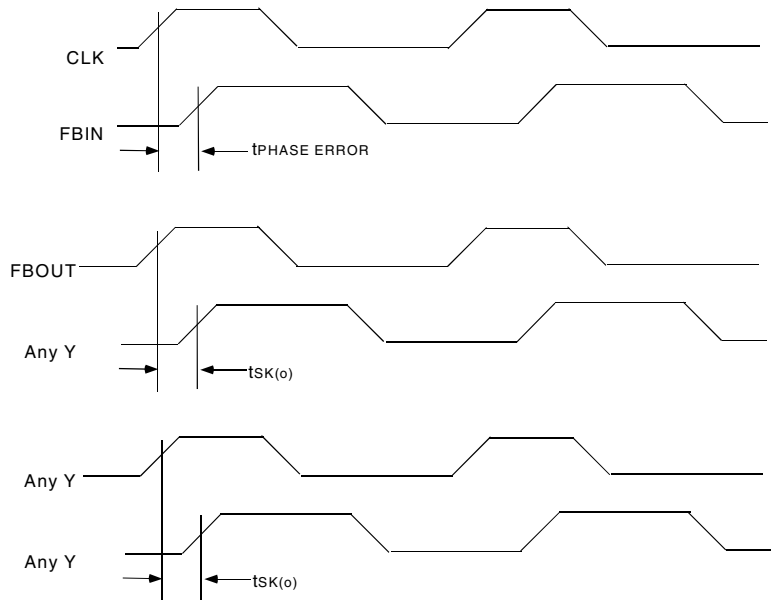 CLK
FBIN
tPHASE ERROR
FBOUT
Any Y
tSK(o)
Any Y
Any Y
tSK(o)